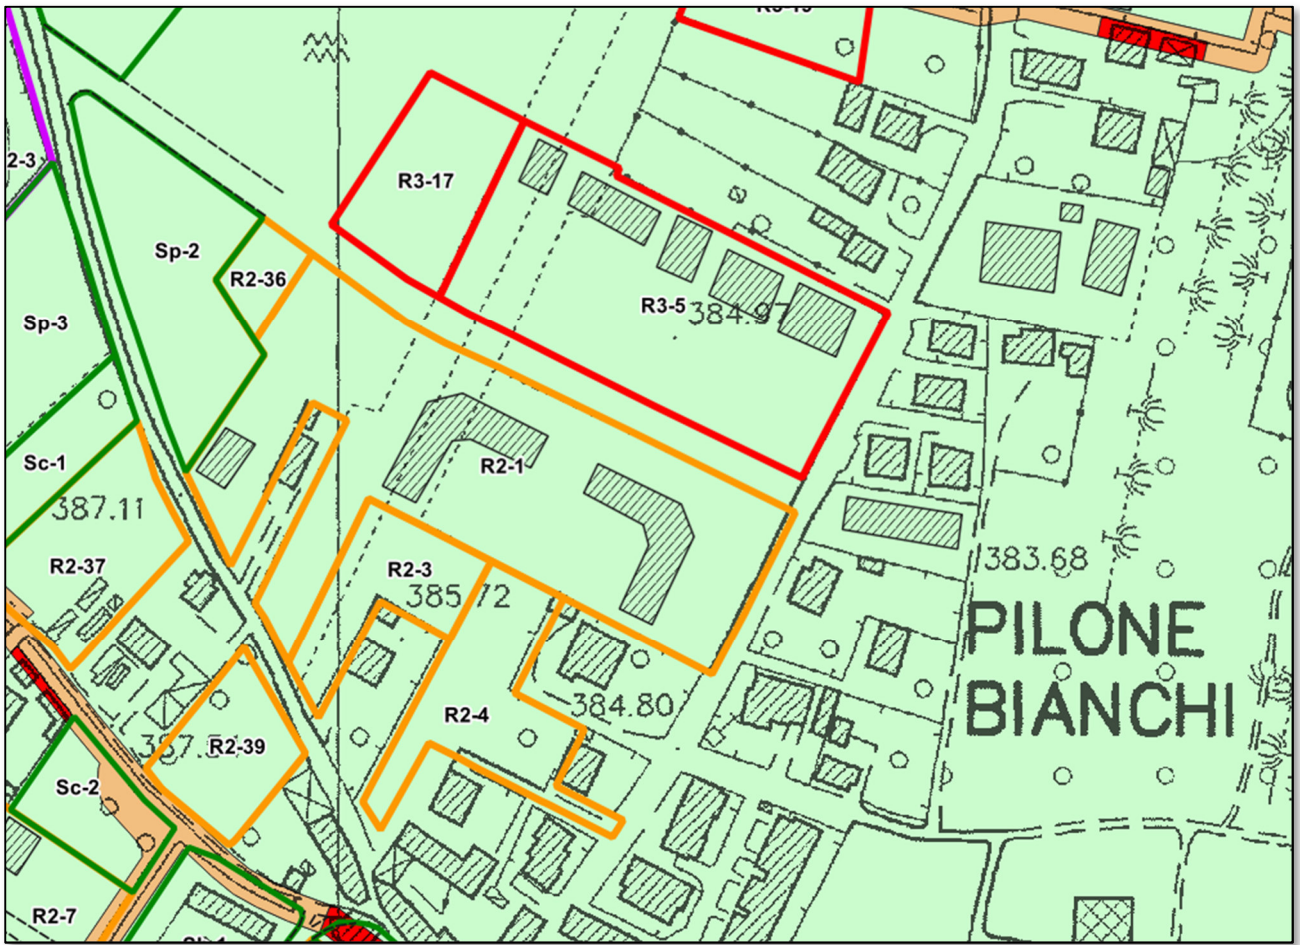 R3-17
Sp-2
R2-36
R3-5
384.97
Sp-3
R2-1
Sc-1
387.11
R2-37
R2-3
385.72
383.68
PILONE
BIANCHI
384.80
R2-4
R2-39
Sc-2
R2-7